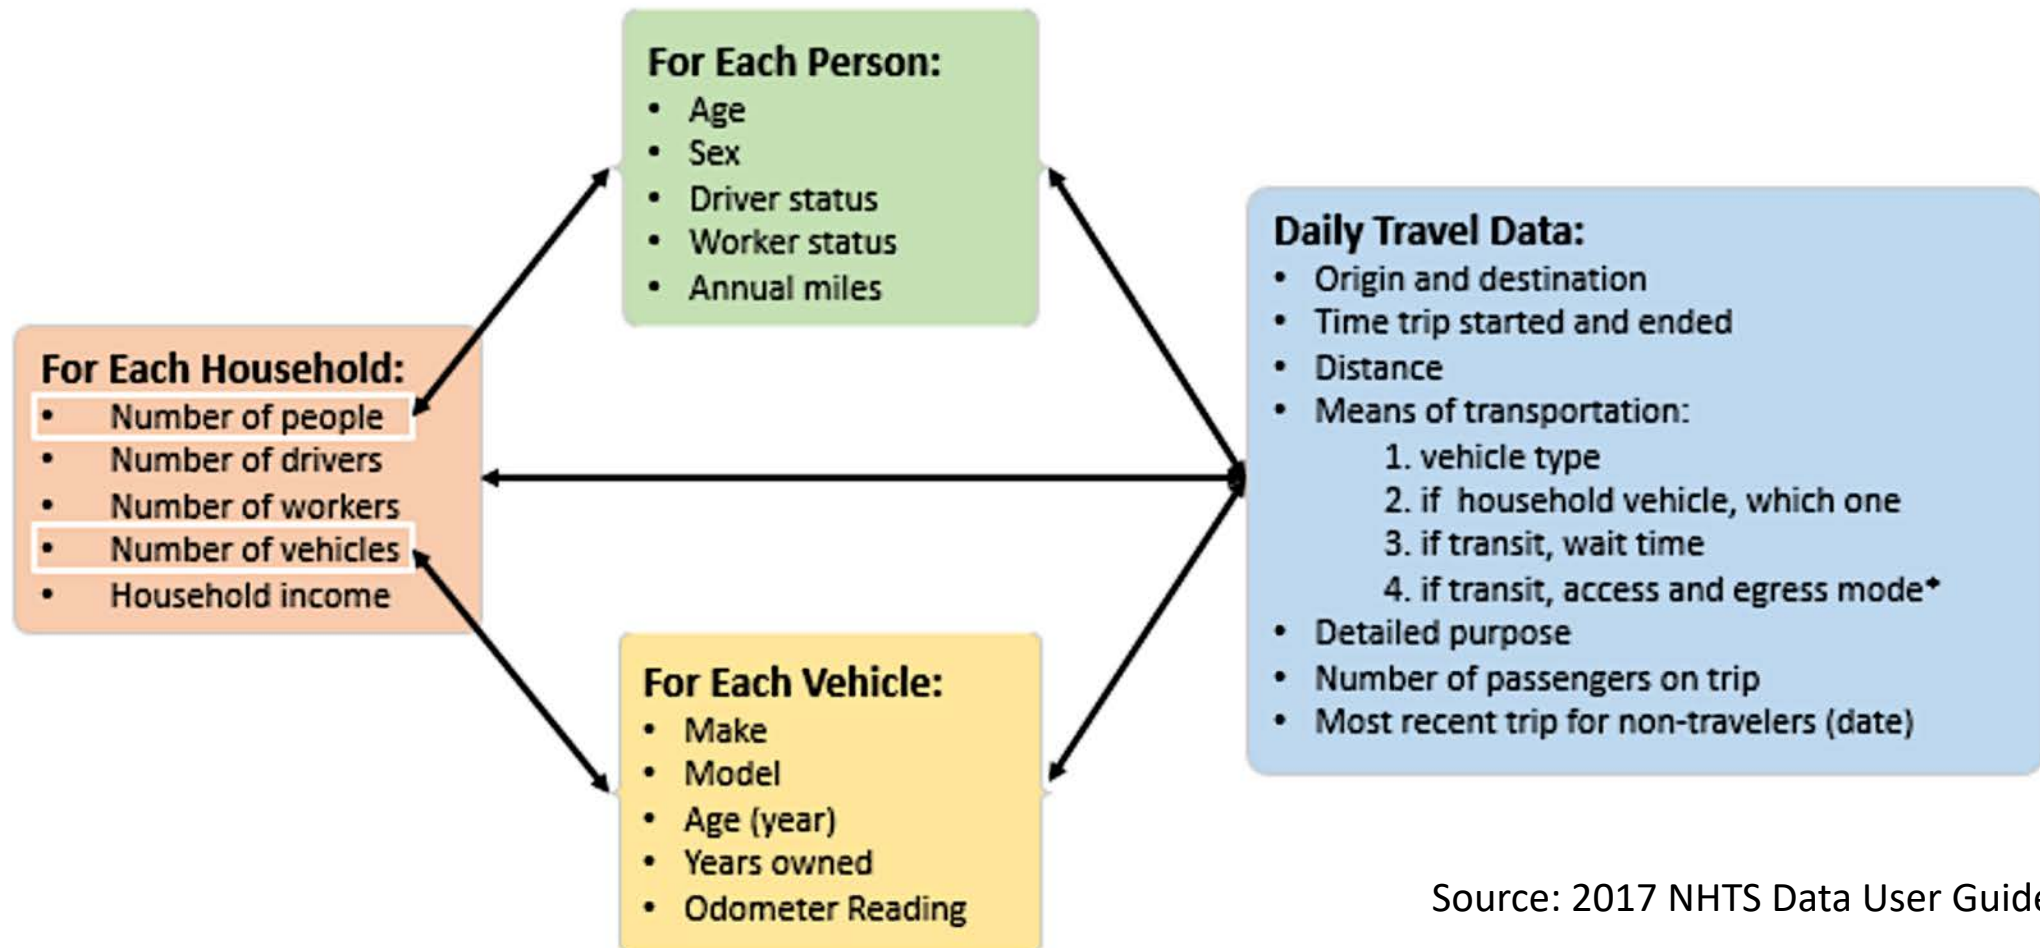 For Each Person:
• Age
• Sex
• Driver status
• Worker status
• Annual miles
For Each Household:
• Number of people
• Number of drivers
• Number of workers
• Number of vehicles
• Household income
For Each Vehicle:
• Make
• Model
• Age (year)
• Years owned
• Odometer Reading
Daily Travel Data:
• Origin and destination
• Time trip started and ended
• Distance
• Means of transportation:
1. vehicle type
2. if household vehicle, which one
3. if transit, wait time
4. if transit, access and egress mode*
• Detailed purpose
• Number of passengers on trip
• Most recent trip for non-travelers (date)
Source: 2017 NHTS Data User Guide